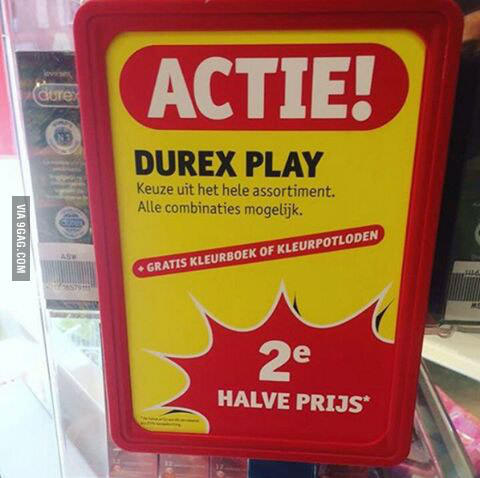 ACTIE!
DUREX PLAY
Keuze uit het hele assortiment.
Alle combinaties mogelijk.
+ GRATIS KLEURBOEK OF KLEURPOTLODEN
2e
HALVE PRIJS*
durex
ASW
VIA 9GAG.COM